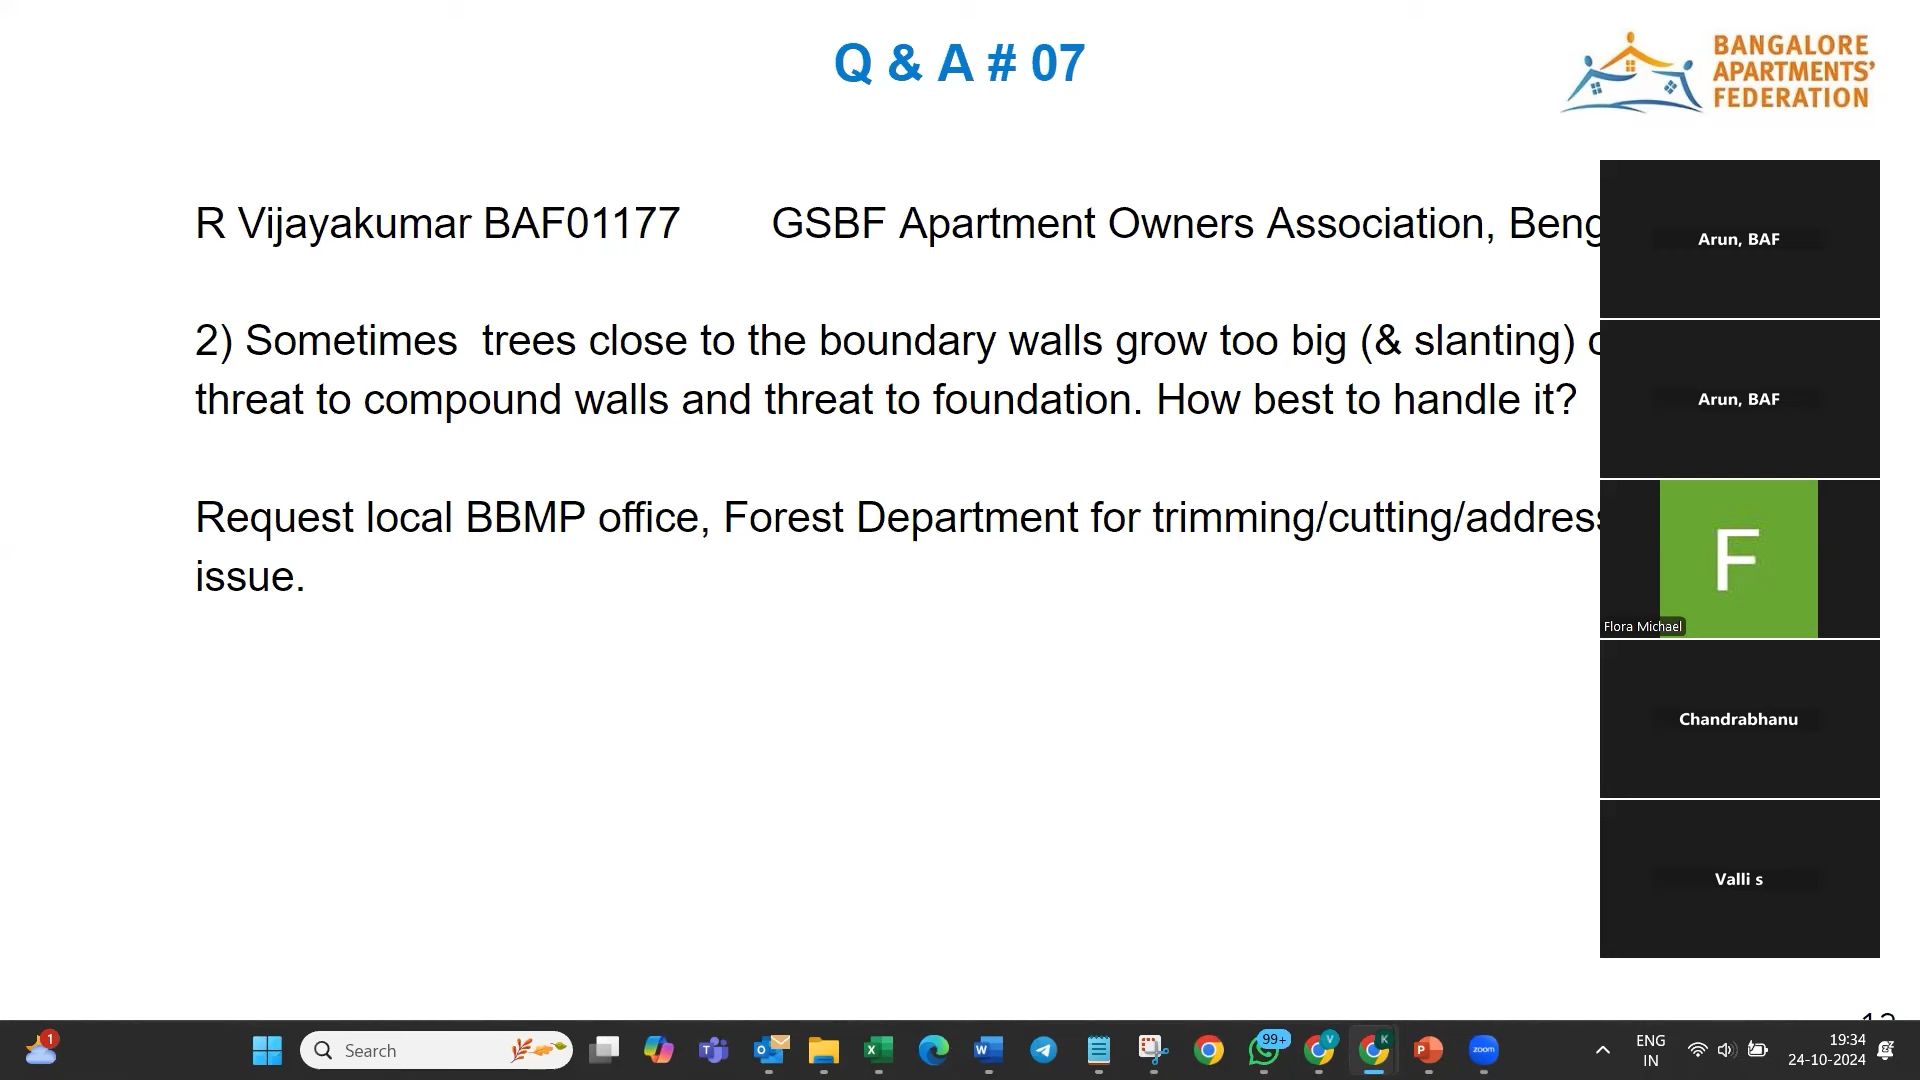 Q & A # 07
BANGALORE
APARTMENTS’
FEDERATION
R Vijayakumar BAF01177 GSBF Apartment Owners Association,
2) Sometimes trees close to the boundary walls grow too big (& slanting)
threat to compound walls and threat to foundation. How best to handle it?
Request local BBMP office, Forest Department for trimming/cutting/
issue.
Arun, BAF
Arun, BAF
F
Flora Michael
Chandrabhanu
Valli s
1
Search
99+
V
K
zoom
ENG
IN
19:34
24-10-2024